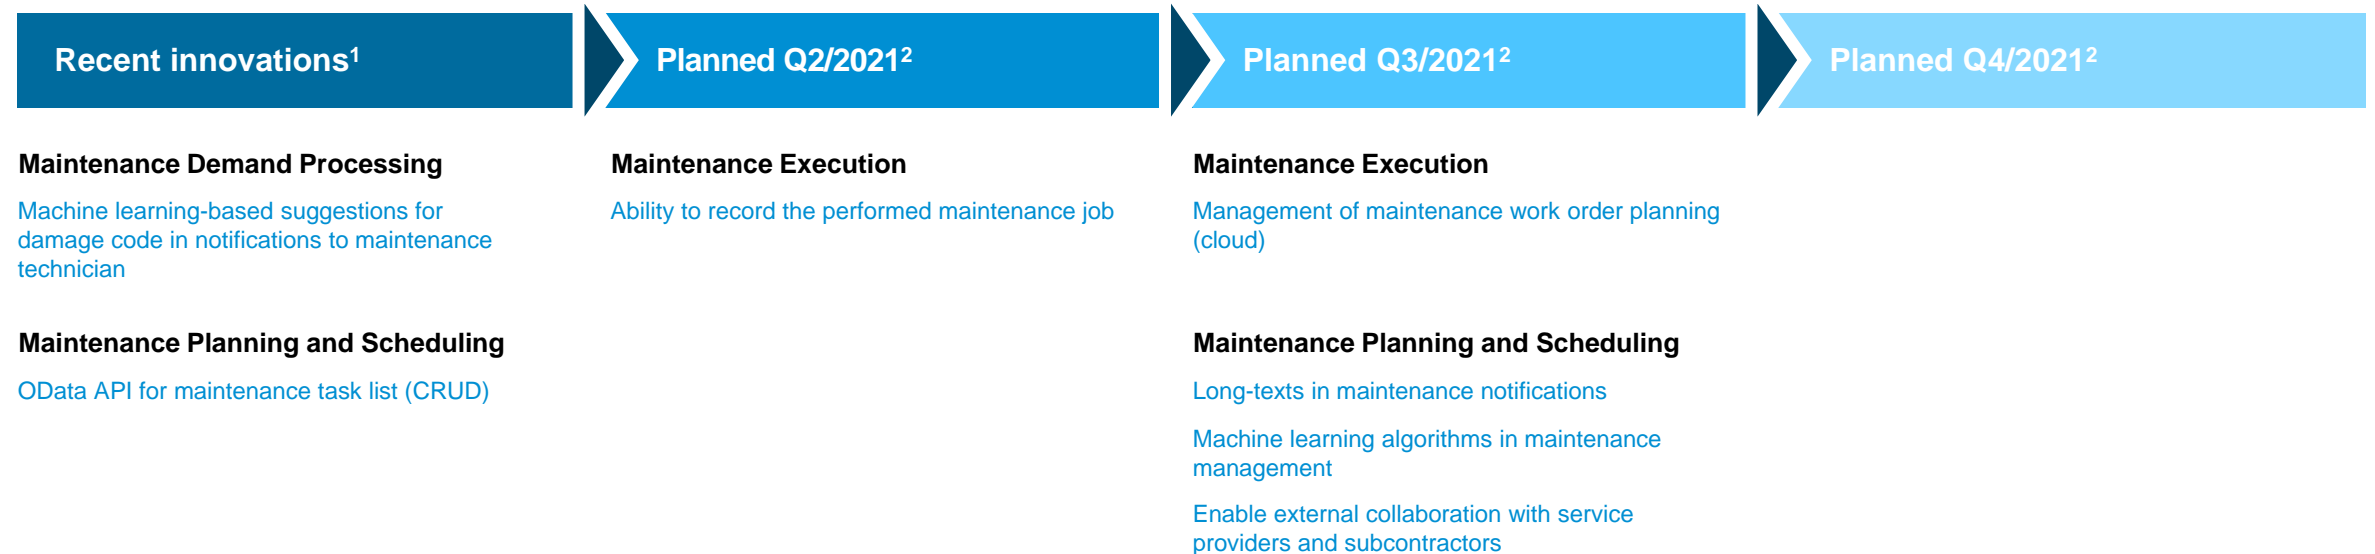 Recent innovations¹
Planned Q2/2021²
Planned Q3/2021²
Planned Q4/2021²
Maintenance Demand Processing
Machine learning-based suggestions for
damage code in notifications to maintenance
technician
Maintenance Planning and Scheduling
OData API for maintenance task list (CRUD)
Maintenance Execution
Ability to record the performed maintenance job
Maintenance Execution
Management of maintenance work order planning
(cloud)
Maintenance Planning and Scheduling
Long-texts in maintenance notifications
Machine learning algorithms in maintenance
management
Enable external collaboration with service
providers and subcontractors